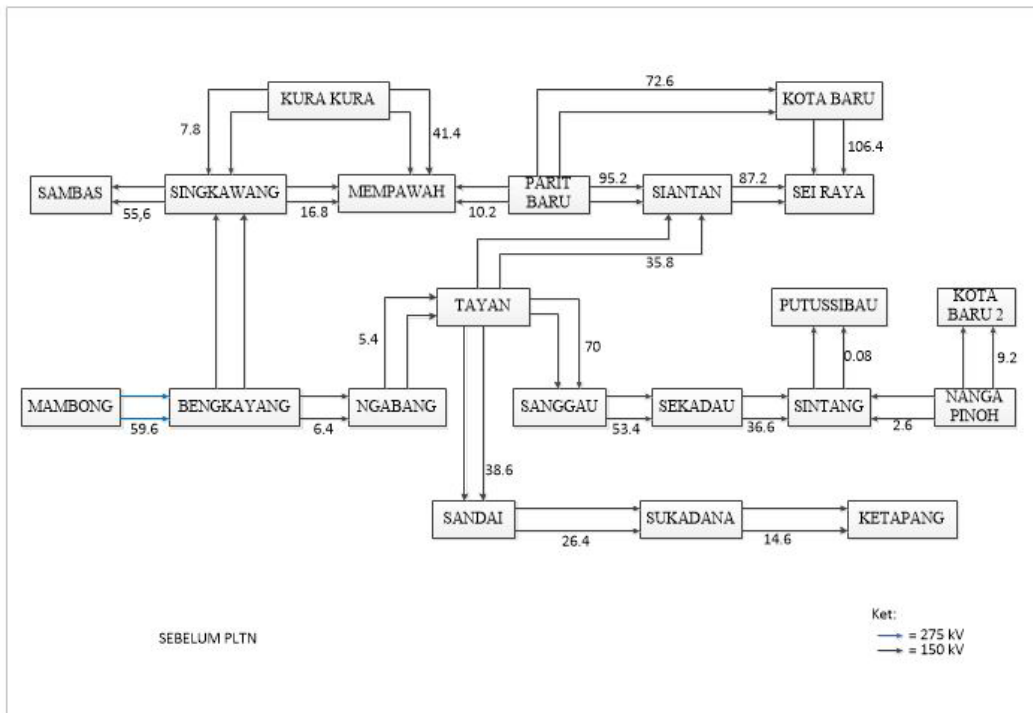 72.6
KURA KURA
KOTA BARU
7.8
41.4
106.4
SAMBAS
SINGKAWANG
MEMPAWAH
PARIT
BARU
95.2
SIANTAN
87.2
SEI RAYA
55,6
16.8
10.2
35.8
TAYAN
PUTUSSIBAU
KOTA
BARU 2
5.4
70
0.08
9.2
MAMBONG
BENGKAYANG
NGABANG
SANGGAU
SEKADAU
SINTANG
NANGA
PINOH
59.6
6.4
53.4
36.6
2.6
38.6
SANDAI
SUKADANA
KETAPANG
26.4
14.6
Ket:
= 275 kV
= 150 kV
SEBELUM PLTN